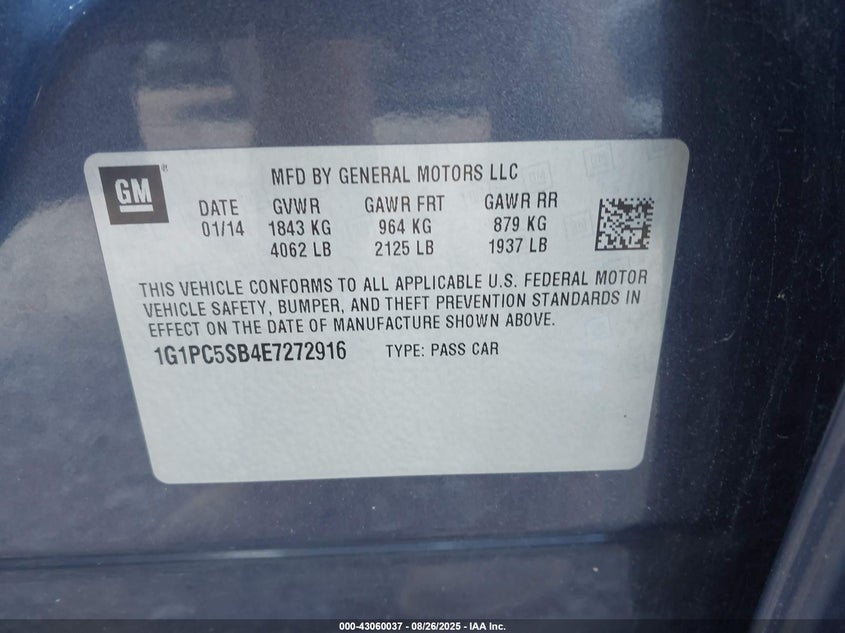 GM
MFD BY GENERAL MOTORS LLC
DATE GVWR GAWR FRT GAWR RR
01/14 1843 KG 964 KG 879 KG
4062 LB 2125 LB 1937 LB
THIS VEHICLE CONFORMS TO ALL APPLICABLE U.S. FEDERAL MOTOR
VEHICLE SAFETY, BUMPER, AND THEFT PREVENTION STANDARDS IN
EFFECT ON THE DATE OF MANUFACTURE SHOWN ABOVE.
1G1PC5SB4E7272916 TYPE: PASS CAR
000-43060037 - 08/26/2025 - IAA Inc.